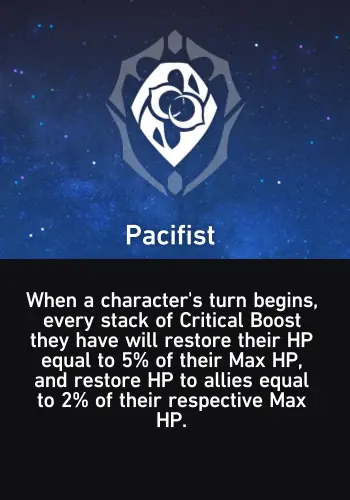 Pacifist
When a character's turn begins,
every stack of Critical Boost
they have will restore their HP
equal to 5% of their Max HP,
and restore HP to allies equal
to 2% of their respective Max
HP.